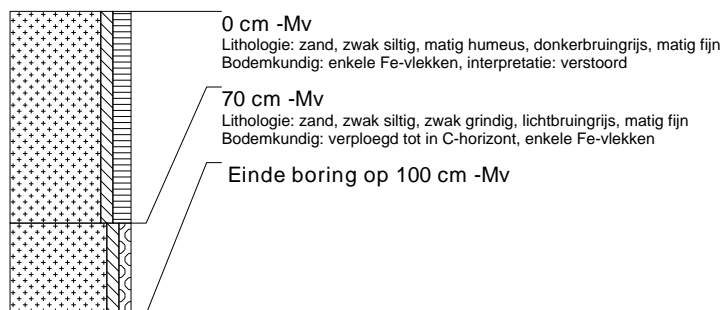 0 cm -Mv
Lithologie: zand, zwak siltig, matig humeus, donkerbruingrijs, matig fijn
Bodemkundig: enkele Fe-vlekken, interpretatie: verstoord
70 cm -Mv
Lithologie: zand, zwak siltig, zwak grindig, lichtbruingrijs, matig fijn
Bodemkundig: verploegd tot in C-horizont, enkele Fe-vlekken
Einde boring op 100 cm -Mv